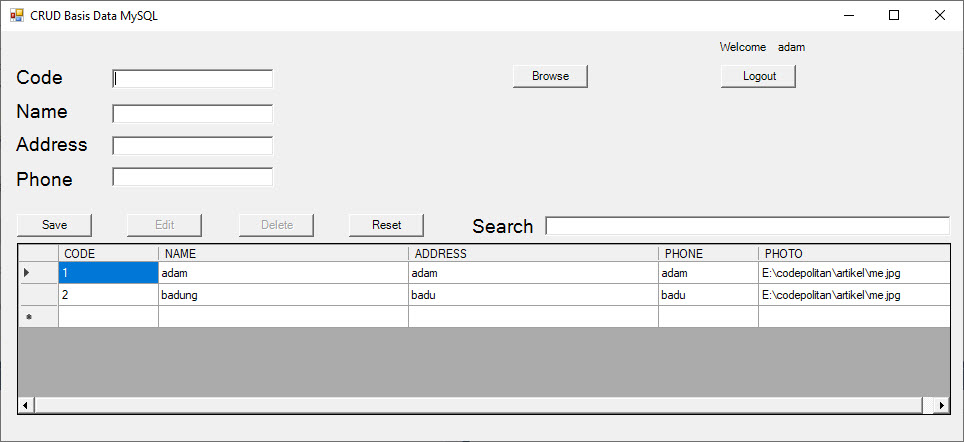 CRUD Basis Data MySQL
Welcome adam
Code
Browse
Logout
Name
Address
Phone
Save Edit Delete Reset Search
CODE NAME ADDRESS PHONE PHOTO
1 adam adam adam E:\codepolitan\artikel\me.jpg
2 badung badu badu E:\codepolitan\artikel\me.jpg